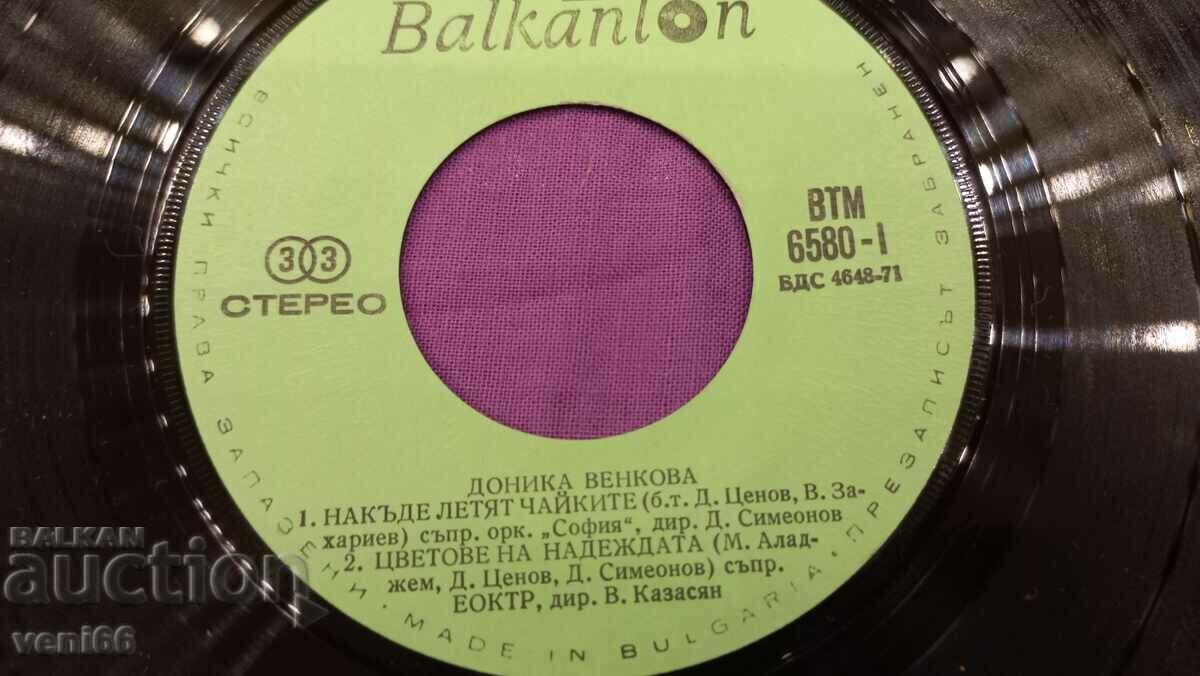 Balkanton
ВСИЧКИ ПРАВА ЗАПАЗЕНИ · MADE IN BULGARIA · ПРЕЗАПИСЪТ ЗАБРАНЕН
33
СТЕРЕО
ВТМ
6580-I
БДС 4648-71
ДОНИКА ВЕНКОВА
1. НАКЪДЕ ЛЕТЯТ ЧАЙКИТЕ (б.т. Д. Ценов, В. За-
хариев) съпр. орк. „София“, дир. Д. Симеонов
2. ЦВЕТОВЕ НА НАДЕЖДАТА (М. Алад-
жем, Д. Ценов, Д. Симеонов) съпр.
ЕОКТР, дир. В. Казасян
BALKAN
auction
veni66